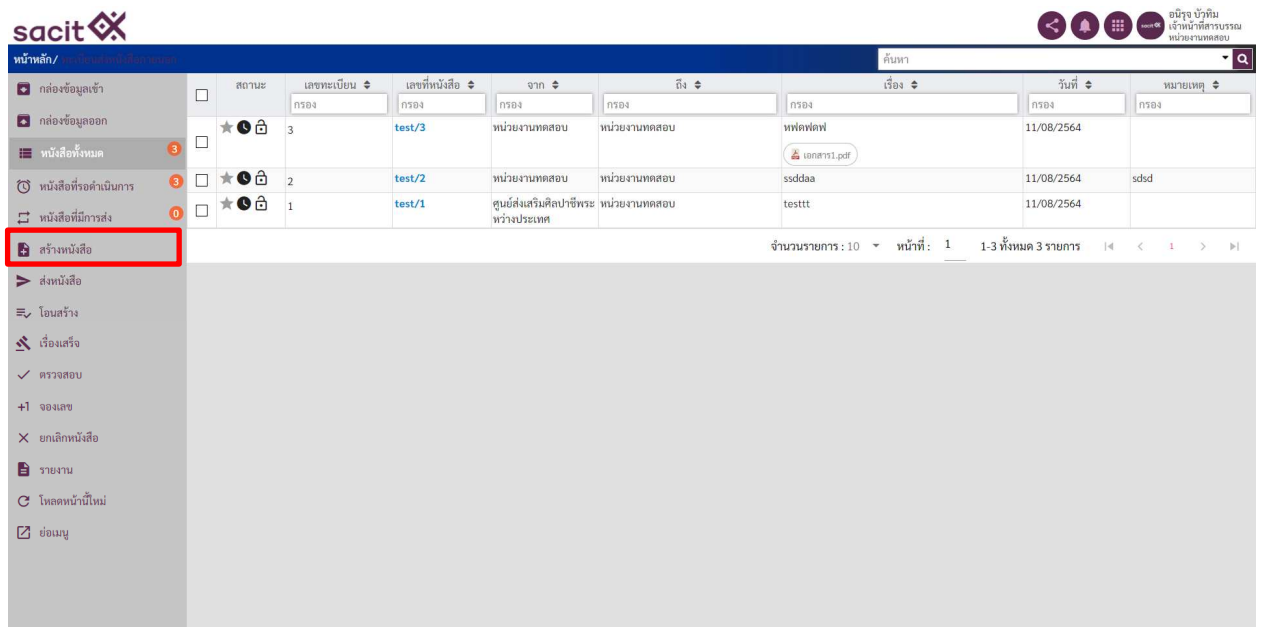 sacit
อนิรุจ บัวทิม
เจ้าหน้าที่สารบรรณ
หน่วยงานทดสอบ
หน้าหลัก/
ค้นหา
กล่องข้อมูลเข้า
กล่องข้อมูลออก
หนังสือทั้งหมด 3
หนังสือที่รอดำเนินการ 3
หนังสือที่มีการส่ง 0
สร้างหนังสือ
ส่งหนังสือ
โอนสร้าง
เรื่องเสร็จ
ตรวจสอบ
+1 จองเลข
ยกเลิกหนังสือ
รายงาน
โหลดหน้านี้ใหม่
ย่อเมนู
สถานะ เลขทะเบียน เลขที่หนังสือ จาก ถึง เรื่อง วันที่ หมายเหตุ
กรอง กรอง กรอง กรอง กรอง กรอง กรอง
3 test/3 หน่วยงานทดสอบ หน่วยงานทดสอบ ฟฟดฟดฟ 11/08/2564
เอกสาร1.pdf
2 test/2 หน่วยงานทดสอบ หน่วยงานทดสอบ ssddaa 11/08/2564 sdsd
1 test/1 ศูนย์ส่งเสริมศิลปาชีพระ หน่วยงานทดสอบ testtt 11/08/2564
หว่างประเทศ
จำนวนรายการ : 10 หน้าที่ : 1 1-3 ทั้งหมด 3 รายการ 1